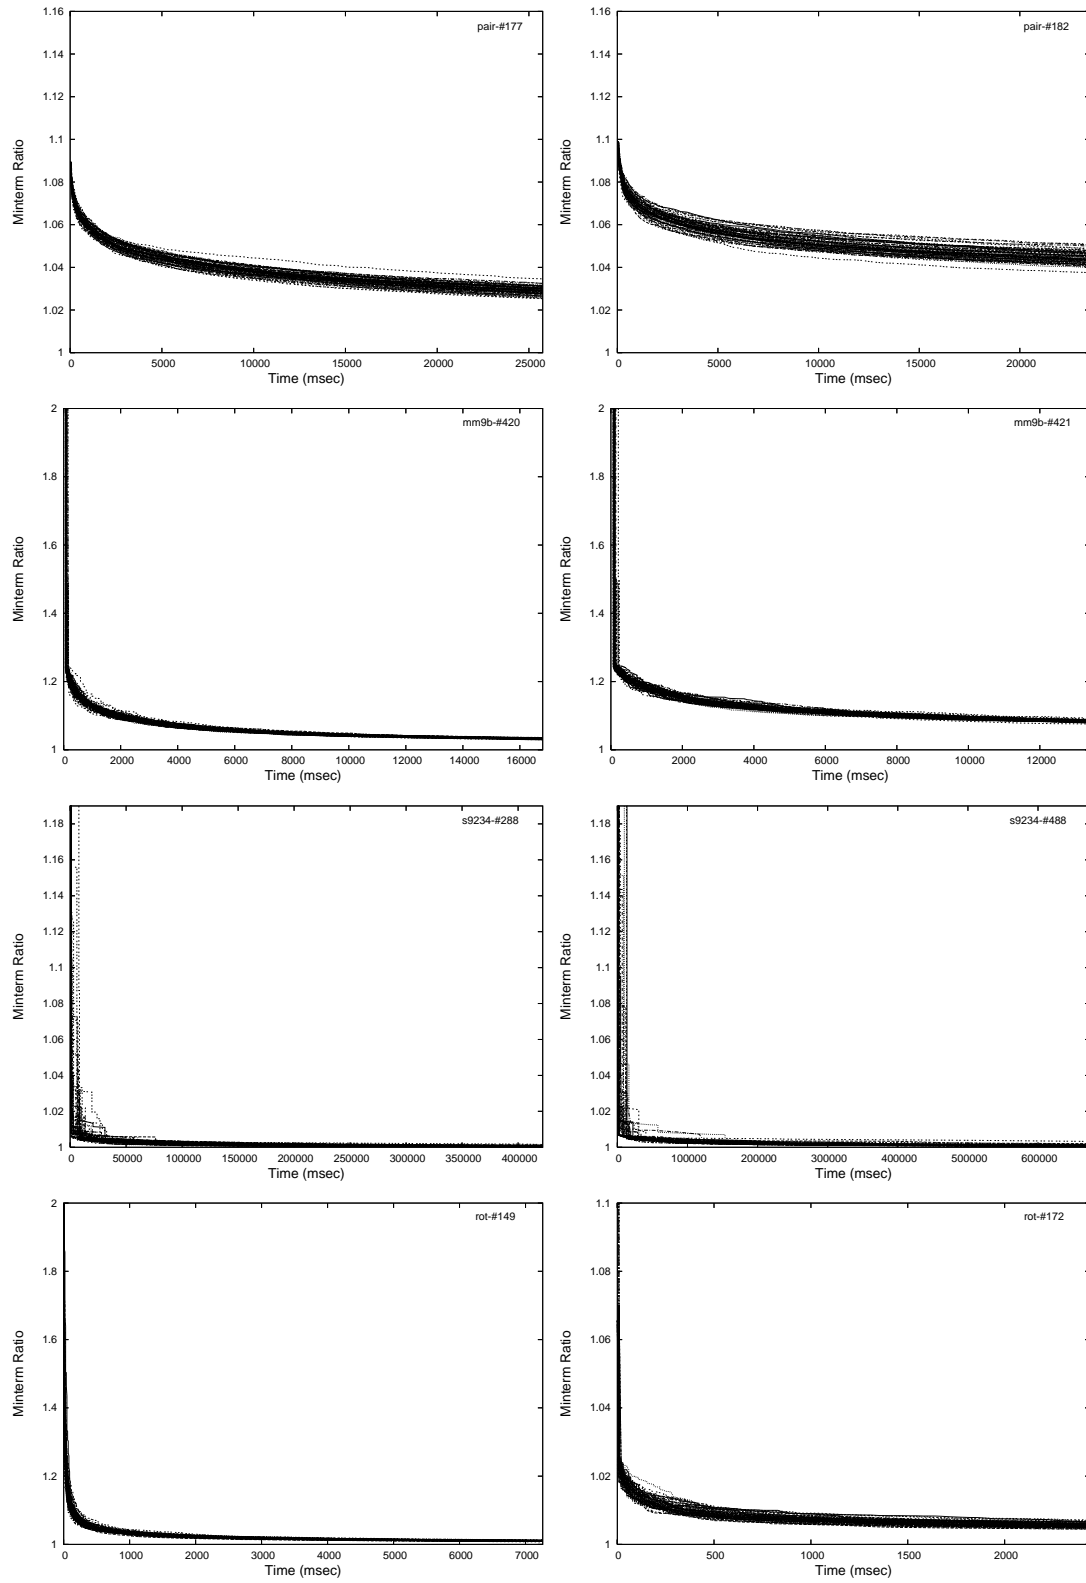 1.16
1.14
1.12
1.1
1.08
1.06
1.04
1.02
1
Minterm Ratio
pair-#177
0 5000 10000 15000 20000 25000
Time (msec)
1.16
1.14
1.12
1.1
1.08
1.06
1.04
1.02
1
Minterm Ratio
pair-#182
0 5000 10000 15000 20000
Time (msec)
2
1.8
1.6
1.4
1.2
1
Minterm Ratio
mm9b-#420
0 2000 4000 6000 8000 10000 12000 14000 16000
Time (msec)
2
1.8
1.6
1.4
1.2
1
Minterm Ratio
mm9b-#421
0 2000 4000 6000 8000 10000 12000
Time (msec)
1.18
1.16
1.14
1.12
1.1
1.08
1.06
1.04
1.02
1
Minterm Ratio
s9234-#288
0 50000 100000 150000 200000 250000 300000 350000 400000
Time (msec)
1.18
1.16
1.14
1.12
1.1
1.08
1.06
1.04
1.02
1
Minterm Ratio
s9234-#488
0 100000 200000 300000 400000 500000 600000
Time (msec)
2
1.8
1.6
1.4
1.2
1
Minterm Ratio
rot-#149
0 1000 2000 3000 4000 5000 6000 7000
Time (msec)
1.1
1.08
1.06
1.04
1.02
1
Minterm Ratio
rot-#172
0 500 1000 1500 2000
Time (msec)